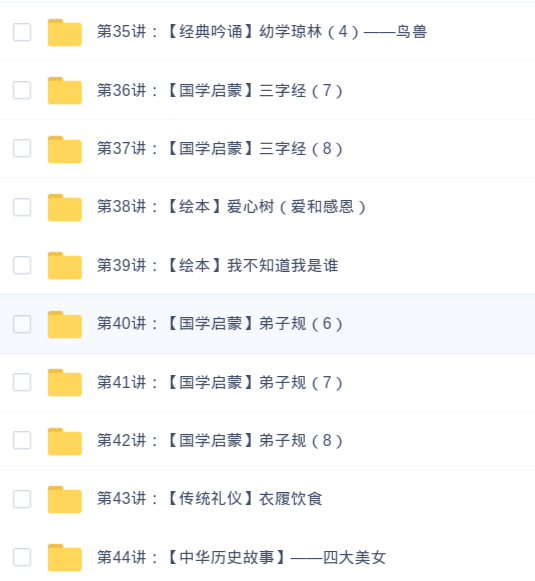 第35讲：【经典吟诵】幼学琼林（4）——鸟兽
第36讲：【国学启蒙】三字经（7）
第37讲：【国学启蒙】三字经（8）
第38讲：【绘本】爱心树（爱和感恩）
第39讲：【绘本】我不知道我是谁
第40讲：【国学启蒙】弟子规（6）
第41讲：【国学启蒙】弟子规（7）
第42讲：【国学启蒙】弟子规（8）
第43讲：【传统礼仪】衣履饮食
第44讲：【中华历史故事】——四大美女